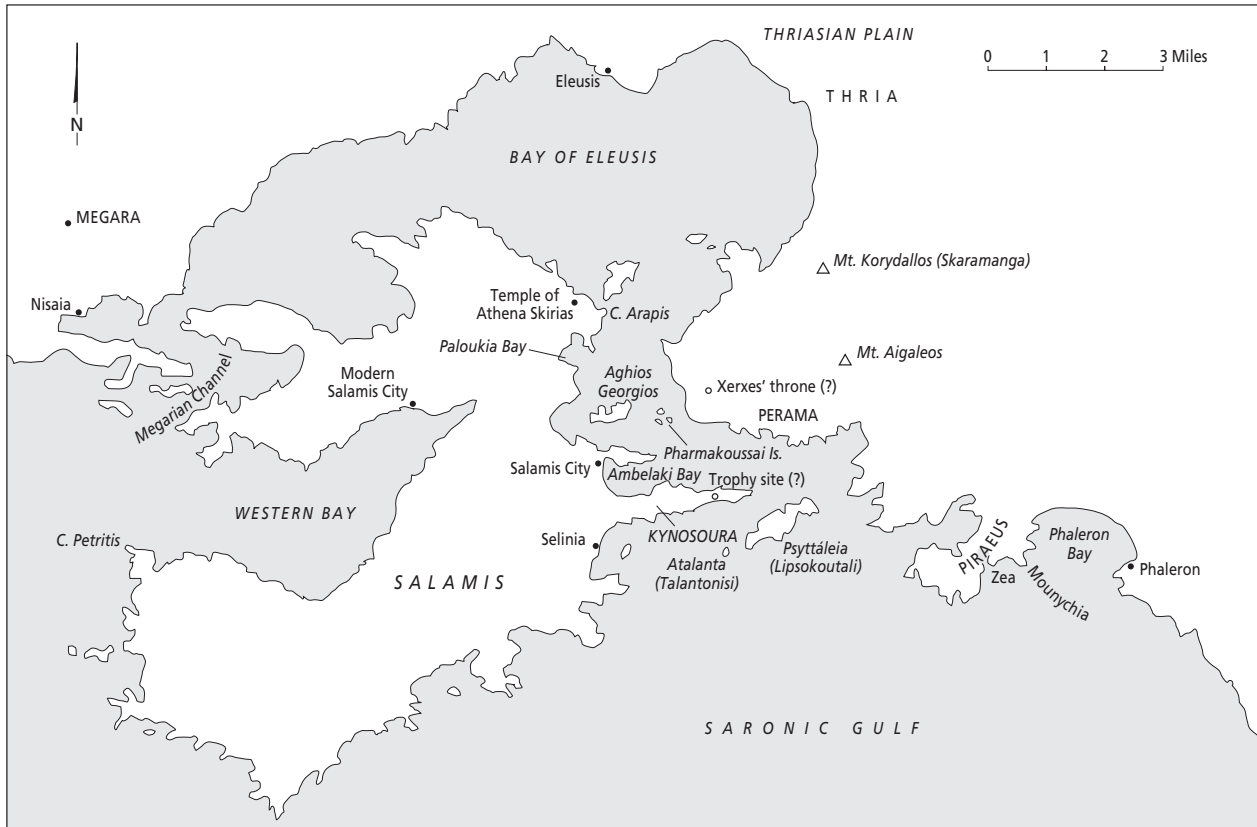 THRIASIAN PLAIN
0 1 2 3 Miles
Eleusis
THRIA
N
BAY OF ELEUSIS
MEGARA
Mt. Korydallos (Skaramanga)
Nisaia
Temple of
Athena Skirias
C. Arapis
Paloukia Bay
Mt. Aigaleos
Megarian Channel
Modern
Salamis City
Aghios
Georgios
Xerxes’ throne (?)
PERAMA
Pharmakoussai Is.
Salamis City
Ambelaki Bay
Trophy site (?)
WESTERN BAY
KYNOSOURA
C. Petritis
Selinia
Atalanta
(Talantonisi)
Psyttáleia
(Lipsokoutali)
PIRAEUS
Phaleron
Bay
Zea
Mounychia
Phaleron
SALAMIS
SARONIC GULF